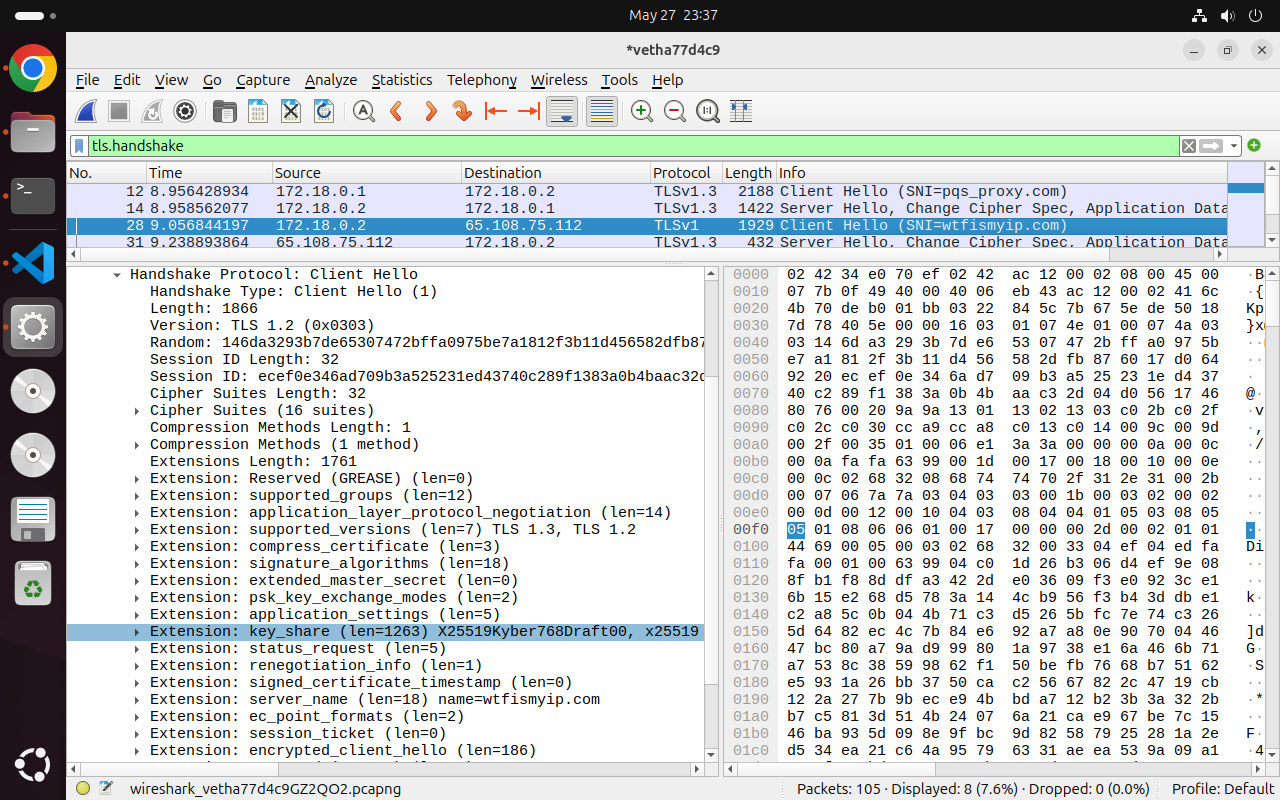 May 27 23:37
*vetha77d4c9
File Edit View Go Capture Analyze Statistics Telephony Wireless Tools Help
tls.handshake
No. Time Source Destination Protocol Length Info
12 8.956428934 172.18.0.1 172.18.0.2 TLSv1.3 2188 Client Hello (SNI=pqs_proxy.com)
14 8.958562077 172.18.0.2 172.18.0.1 TLSv1.3 1422 Server Hello, Change Cipher Spec, Application Data
28 9.056844197 172.18.0.2 65.108.75.112 TLSv1 1929 Client Hello (SNI=wtfismyip.com)
31 9.238893864 65.108.75.112 172.18.0.2 TLSv1.3 432 Server Hello, Change Cipher Spec, Application Data
Handshake Protocol: Client Hello
Handshake Type: Client Hello (1)
Length: 1866
Version: TLS 1.2 (0x0303)
Random: 146da3293b7de65307472bffa0975be7a1812f3b11d456582dfb87
Session ID Length: 32
Session ID: ecef0e346ad709b3a525231ed43740c289f1383a0b4baac32d
Cipher Suites Length: 32
Cipher Suites (16 suites)
Compression Methods Length: 1
Compression Methods (1 method)
Extensions Length: 1761
Extension: Reserved (GREASE) (len=0)
Extension: supported_groups (len=12)
Extension: application_layer_protocol_negotiation (len=14)
Extension: supported_versions (len=7) TLS 1.3, TLS 1.2
Extension: compress_certificate (len=3)
Extension: signature_algorithms (len=18)
Extension: extended_master_secret (len=0)
Extension: psk_key_exchange_modes (len=2)
Extension: application_settings (len=5)
Extension: key_share (len=1263) X25519Kyber768Draft00, x25519
Extension: status_request (len=5)
Extension: renegotiation_info (len=1)
Extension: signed_certificate_timestamp (len=0)
Extension: server_name (len=18) name=wtfismyip.com
Extension: ec_point_formats (len=2)
Extension: session_ticket (len=0)
Extension: encrypted_client_hello (len=186)
0000 02 42 34 e0 70 ef 02 42 ac 12 00 02 08 00 45 00 ·B
0010 07 7b 0f 49 40 00 40 06 eb 43 ac 12 00 02 41 6c ·{
0020 4b 70 de b0 01 bb 03 22 84 5c 7b 67 5e de 50 18 Kp
0030 7d 78 40 5e 00 00 16 03 01 07 4e 01 00 07 4a 03 }x
0040 03 14 6d a3 29 3b 7d e6 53 07 47 2b ff a0 97 5b ··
0050 e7 a1 81 2f 3b 11 d4 56 58 2d fb 87 60 17 d0 64 ··
0060 92 20 ec ef 0e 34 6a d7 09 b3 a5 25 23 1e d4 37 ·
0070 40 c2 89 f1 38 3a 0b 4b aa c3 2d 04 d0 56 17 46 @·
0080 80 76 00 20 9a 9a 13 01 13 02 13 03 c0 2b c0 2f ·v
0090 c0 2c c0 30 cc a9 cc a8 c0 13 c0 14 00 9c 00 9d ·,
00a0 00 2f 00 35 01 00 06 e1 3a 3a 00 00 00 0a 00 0c ·/
00b0 00 0a fa fa 63 99 00 1d 00 17 00 18 00 10 00 0e ··
00c0 00 0c 02 68 32 08 68 74 74 70 2f 31 2e 31 00 2b ··
00d0 00 07 06 7a 7a 03 04 03 03 00 1b 00 03 02 00 02 ··
00e0 00 0d 00 12 00 10 04 03 08 04 04 01 05 03 08 05 ··
00f0 05 01 08 06 06 01 00 17 00 00 00 2d 00 02 01 01 ··
0100 44 69 00 05 00 03 02 68 32 00 33 04 ef 04 ed fa Di
0110 fa 00 01 00 63 99 04 c0 1d 26 b3 06 d4 ef 9e 08 ··
0120 8f b1 f8 8d df a3 42 2d e0 36 09 f3 e0 92 3c e1 ··
0130 6b 15 e2 68 d5 78 3a 14 4c b9 56 f3 b4 3d db e1 k·
0140 c2 a8 5c 0b 04 4b 71 c3 d5 26 5b fc 7e 74 c3 26 ··
0150 5d 64 82 ec 4c 7b 84 e6 92 a7 a8 0e 90 70 04 46 ]d
0160 47 bc 80 a7 9a d9 99 80 1a 97 38 e1 6a 46 6b 71 G·
0170 a7 53 8c 38 59 98 62 f1 50 be fb 76 68 b7 51 62 ·S
0180 e5 93 1a 26 bb 37 50 ca c2 56 67 82 2c 47 19 cb ··
0190 12 2a 27 7b 9b ec e9 4b bd a7 12 b2 3b 3a 32 2b ·*
01a0 b7 c5 81 3d 51 4b 24 07 6a 21 ca e9 67 be 7c 15 ··
01b0 46 ba 93 5d 09 8e 9f bc 9d 82 58 79 25 28 1a 2e F·
01c0 d5 34 ea 21 c6 4a 95 79 63 31 ae ea 53 9a 09 a1 ·4
wireshark_vetha77d4c9GZ2QO2.pcapng
Packets: 105 · Displayed: 8 (7.6%) · Dropped: 0 (0.0%)
Profile: Default